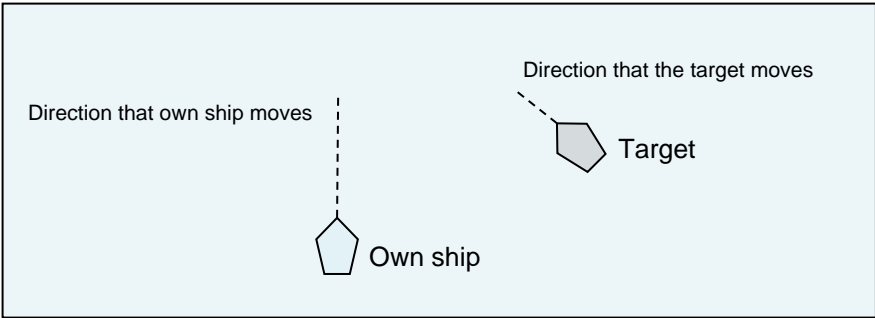 Direction that the target moves
Direction that own ship moves
Target
Own ship